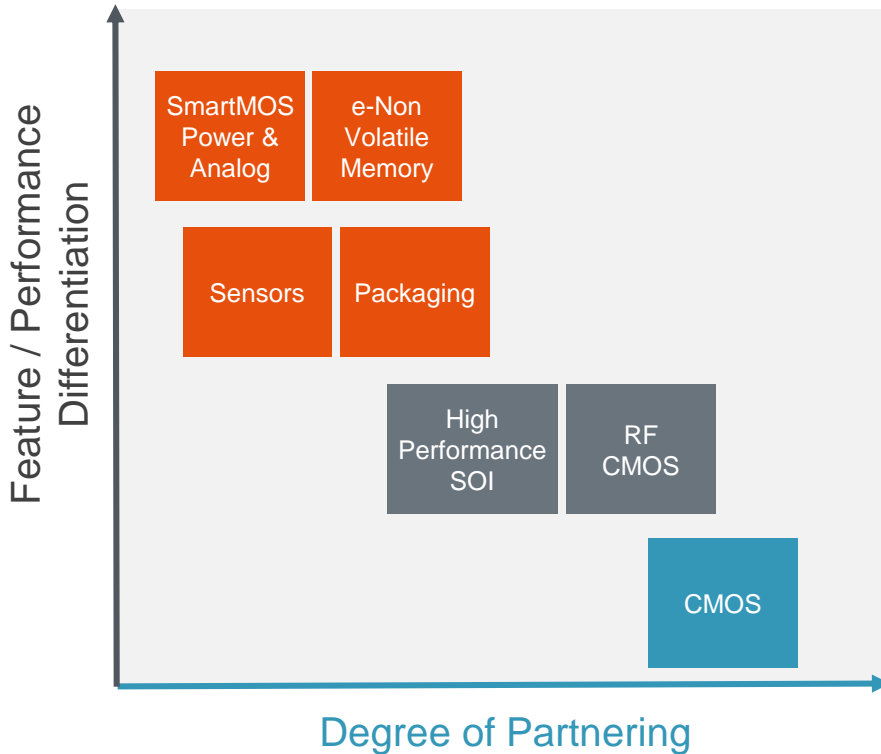 Feature / Performance
Differentiation
SmartMOS
Power &
Analog
e-Non
Volatile
Memory
Sensors
Packaging
High
Performance
SOI
RF
CMOS
CMOS
Degree of Partnering